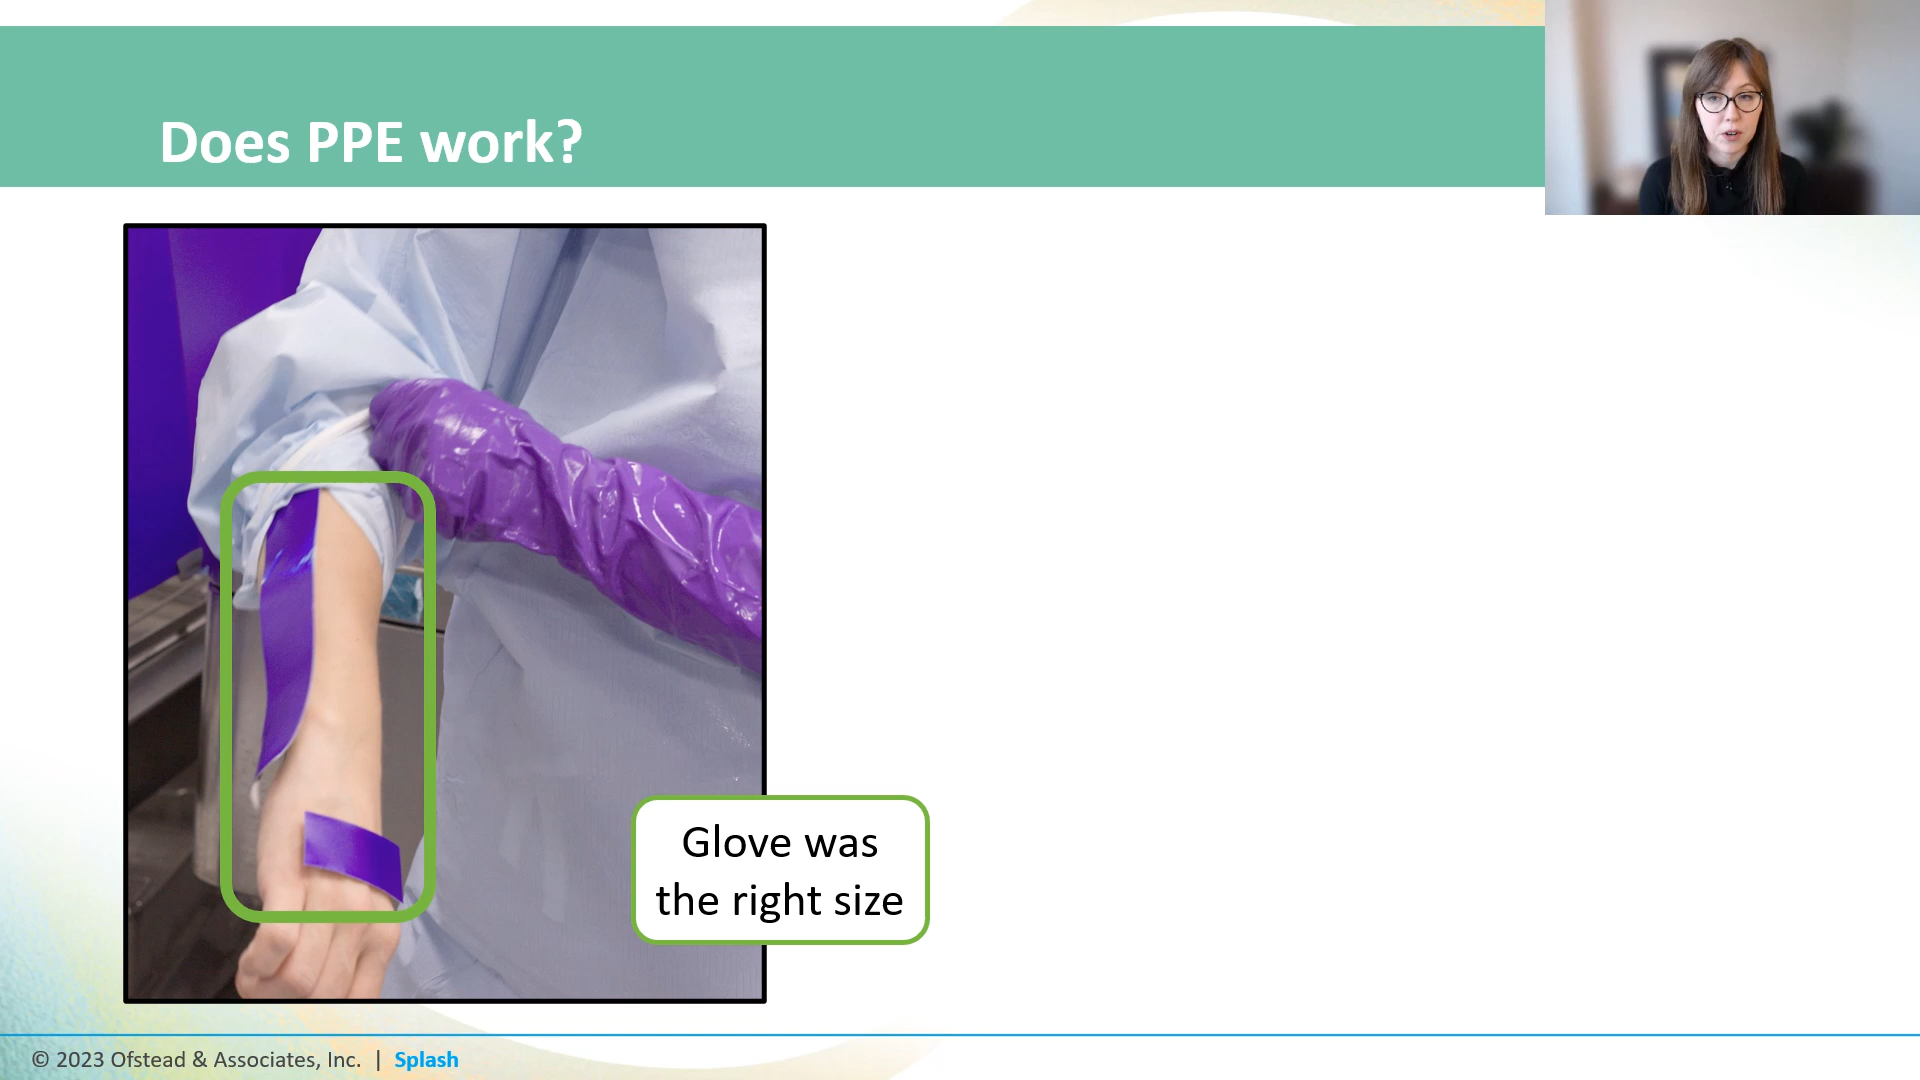 Does PPE work?
Glove was
the right size
© 2023 Ofstead & Associates, Inc. | Splash